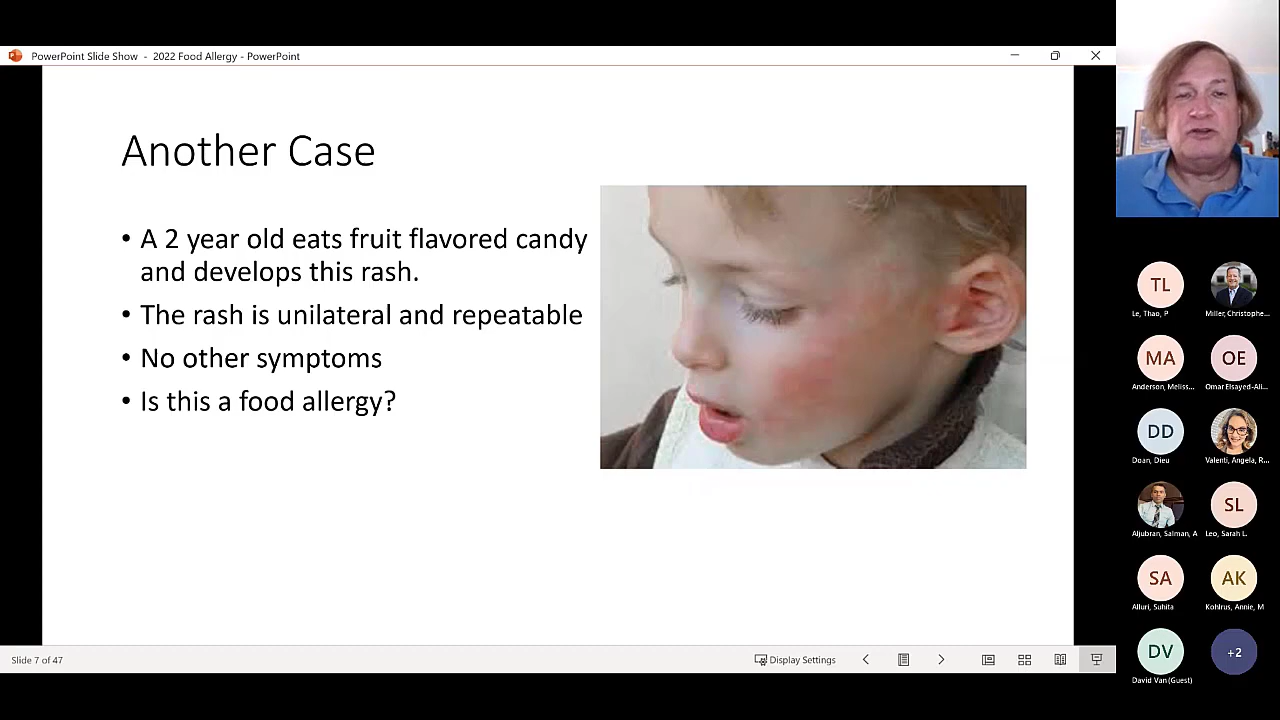 PowerPoint Slide Show - 2022 Food Allergy - PowerPoint
Another Case
• A 2 year old eats fruit flavored candy
and develops this rash.
• The rash is unilateral and repeatable
• No other symptoms
• Is this a food allergy?
Slide 7 of 47
Display Settings
TL
Le, Thao, P
Miller, Christophe...
MA
Anderson, Meliss...
OE
Omar Elsayed-Ali...
DD
Doan, Dieu
Valenti, Angela, R...
Aljubran, Salman, A
SL
Leo, Sarah L.
SA
Alluri, Suhita
AK
Kohlrus, Annie, M
DV
David Van (Guest)
+2